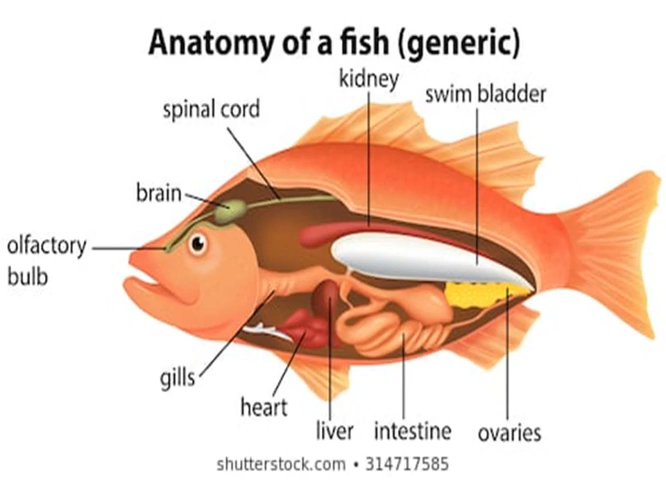 Anatomy of a fish (generic)
kidney
swim bladder
spinal cord
brain
olfactory
bulb
gills
heart
liver
intestine
ovaries
shutterstock.com • 314717585